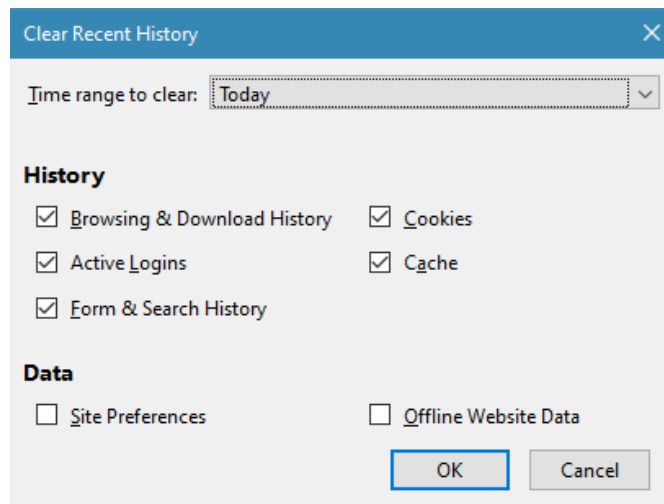 Clear Recent History
Time range to clear: Today
History
Browsing & Download History Cookies
Active Logins Cache
Form & Search History
Data
Site Preferences Offline Website Data
OK Cancel